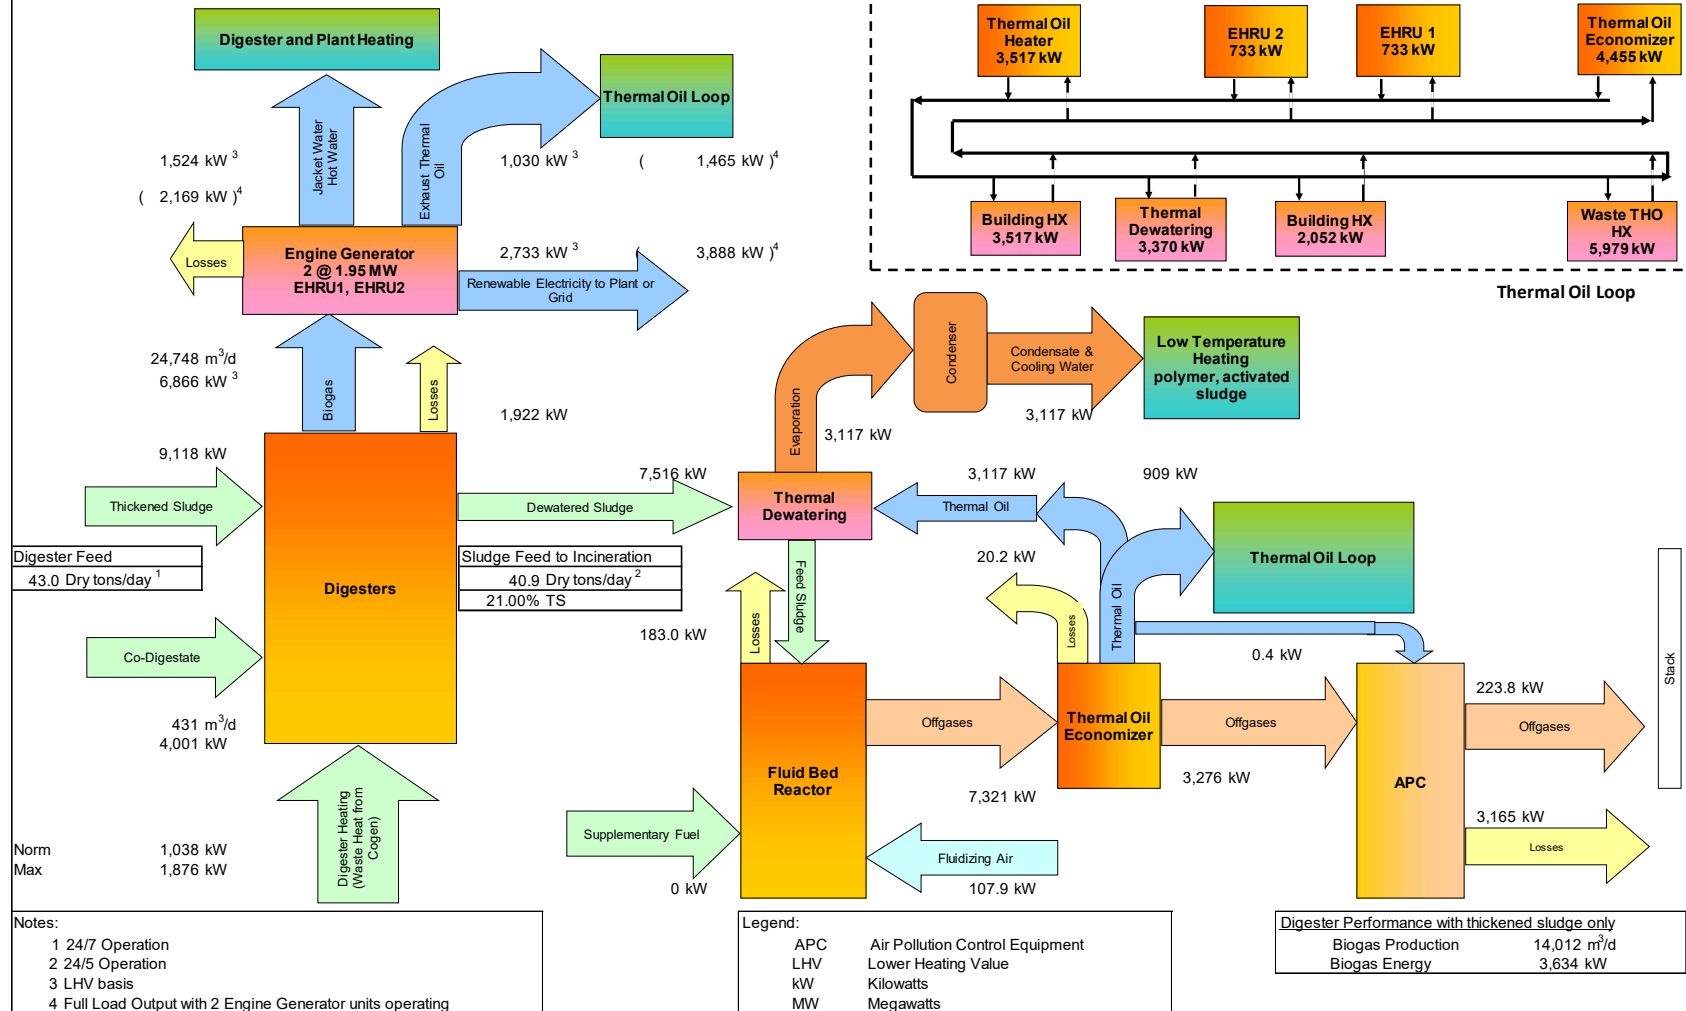 Digester and Plant Heating
Thermal Oil Loop
Jacket Water
Hot Water
Exhaust Thermal
Oil
1,524 kW 3
( 2,169 kW )4
1,030 kW 3
( 1,465 kW )4
Losses
Engine Generator
2 @ 1.95 MW
EHRU1, EHRU2
2,733 kW 3
( 3,888 kW )4
Renewable Electricity to Plant or
Grid
24,748 m3/d
6,866 kW 3
Biogas
Losses
1,922 kW
9,118 kW
Thickened Sludge
Digester Feed
43.0 Dry tons/day 1
Digesters
Co-Digestate
431 m3/d
4,001 kW
Digester Heating
(Waste Heat from
Cogen)
Norm 1,038 kW
Max 1,876 kW
7,516 kW
Dewatered Sludge
Sludge Feed to Incineration
40.9 Dry tons/day 2
21.00% TS
183.0 kW
Thermal Oil
Heater
3,517 kW
EHRU 2
733 kW
EHRU 1
733 kW
Thermal Oil
Economizer
4,455 kW
Building HX
3,517 kW
Thermal
Dewatering
3,370 kW
Building HX
2,052 kW
Waste THO
HX
5,979 kW
Thermal Oil Loop
Evaporation
3,117 kW
Condenser
Condensate &
Cooling Water
3,117 kW
Low Temperature
Heating
polymer, activated
sludge
Thermal
Dewatering
3,117 kW
Thermal Oil
909 kW
Thermal Oil Loop
20.2 kW
Losses
Thermal Oil
0.4 kW
Losses
Feed Sludge
Fluid Bed
Reactor
Offgases
7,321 kW
Thermal Oil
Economizer
Offgases
3,276 kW
APC
223.8 kW
Offgases
3,165 kW
Losses
Stack
Supplementary Fuel
0 kW
Fluidizing Air
107.9 kW
Notes:
1 24/7 Operation
2 24/5 Operation
3 LHV basis
4 Full Load Output with 2 Engine Generator units operating
Legend:
APC Air Pollution Control Equipment
LHV Lower Heating Value
kW Kilowatts
MW Megawatts
Digester Performance with thickened sludge only
Biogas Production 14,012 m3/d
Biogas Energy 3,634 kW